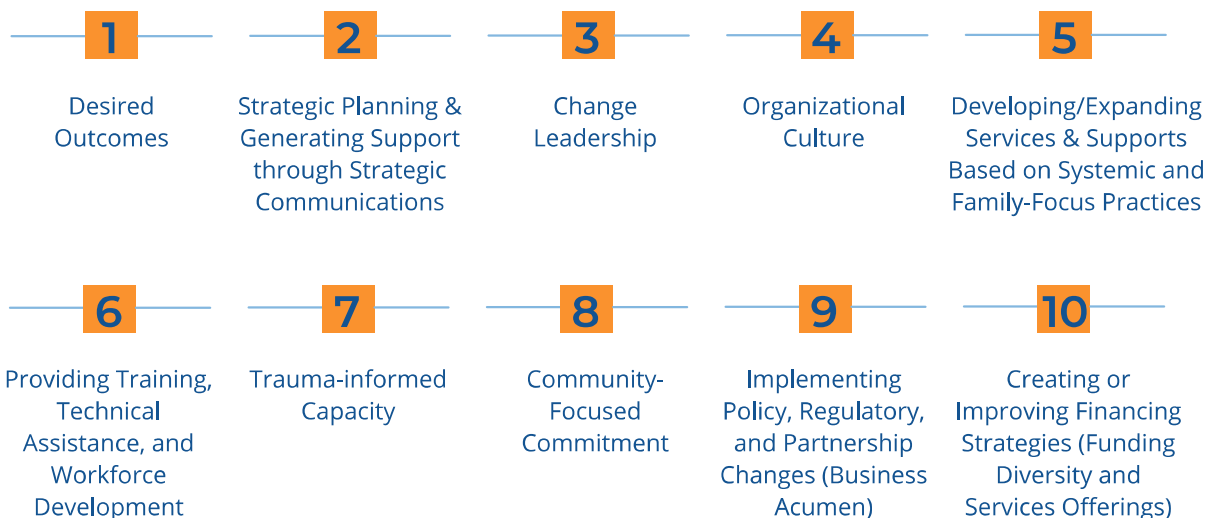 1
Desired
Outcomes
2
Strategic Planning &
Generating Support
through Strategic
Communications
3
Change
Leadership
4
Organizational
Culture
5
Developing/Expanding
Services & Supports
Based on Systemic and
Family-Focus Practices
6
Providing Training,
Technical
Assistance, and
Workforce
Development
7
Trauma-informed
Capacity
8
Community-
Focused
Commitment
9
Implementing
Policy, Regulatory,
and Partnership
Changes (Business
Acumen)
10
Creating or
Improving Financing
Strategies (Funding
Diversity and
Services Offerings)